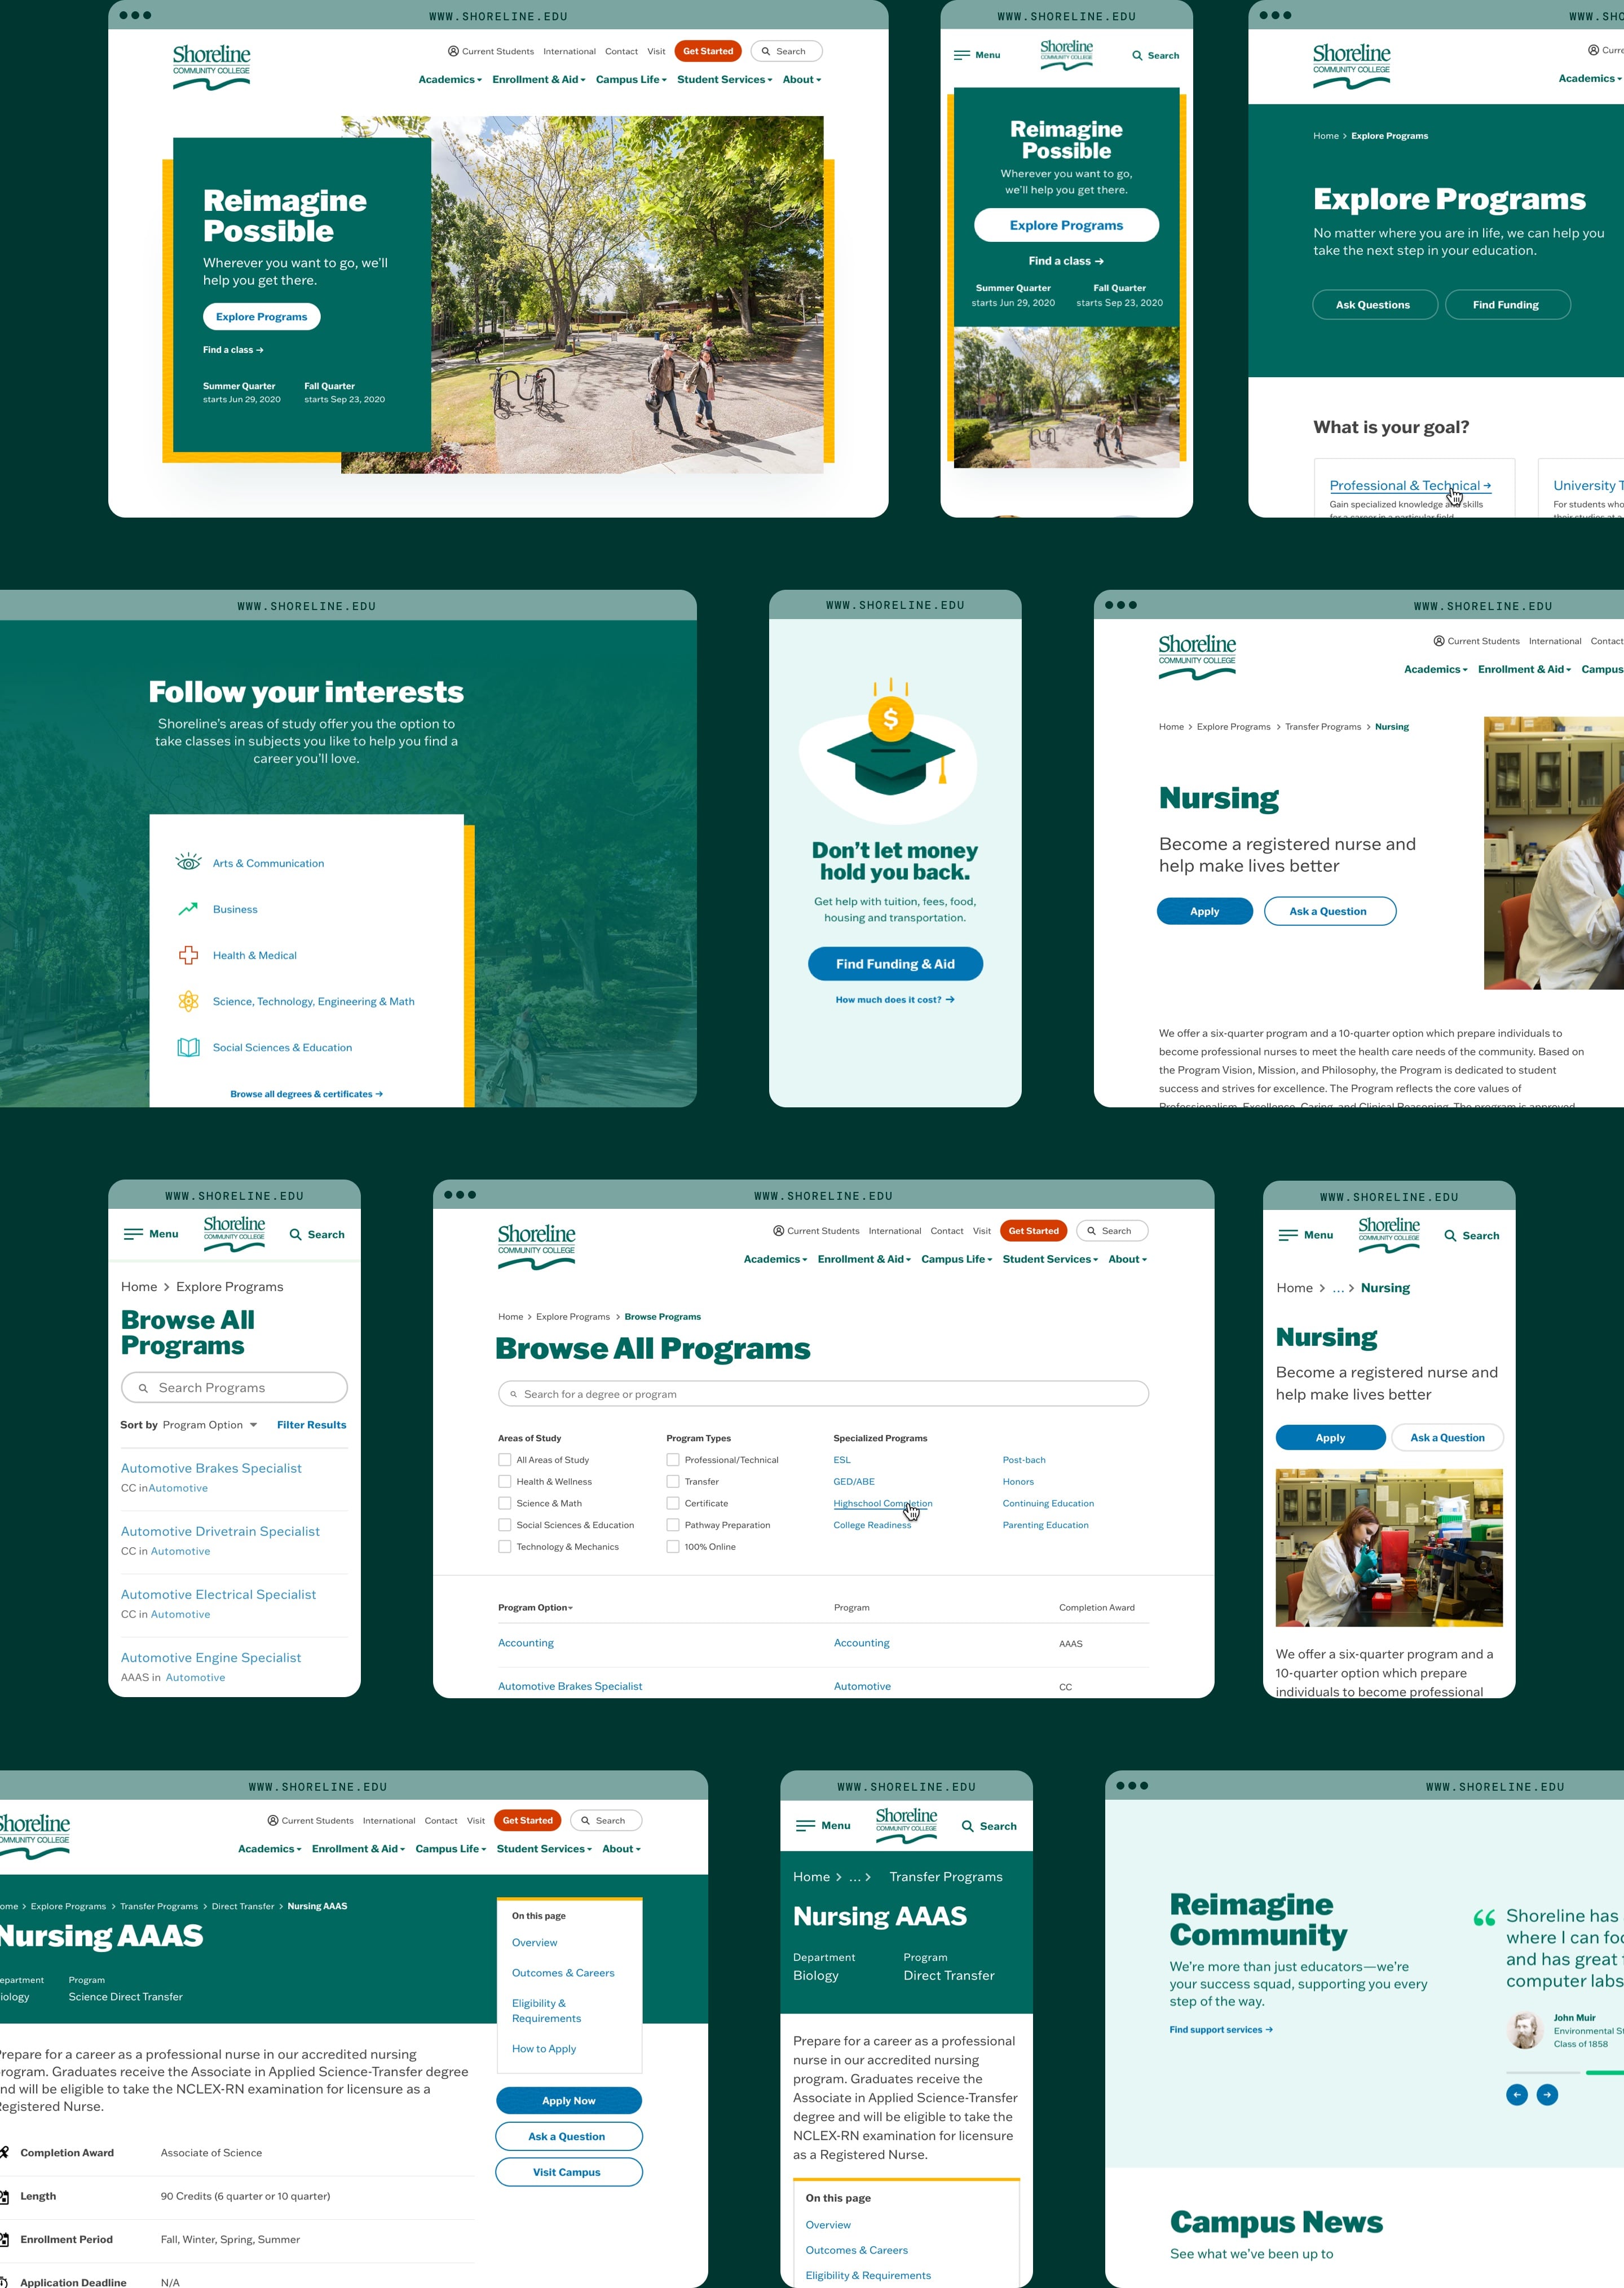 WWW.SHORELINE.EDU
Shoreline
COMMUNITY COLLEGE
Current Students International Contact Visit Get Started Search
Academics Enrollment & Aid Campus Life Student Services About
Reimagine
Possible
Wherever you want to go, we'll
help you get there.
Explore Programs
Find a class →
Summer Quarter Fall Quarter
starts Jun 29, 2020 starts Sep 23, 2020
WWW.SHORELINE.EDU
Menu
Shoreline
COMMUNITY COLLEGE
Search
Reimagine
Possible
Wherever you want to go,
we'll help you get there.
Explore Programs
Find a class →
Summer Quarter Fall Quarter
starts Jun 29, 2020 starts Sep 23, 2020
WWW.SHO
Shoreline
COMMUNITY COLLEGE
Curre
Academics
Home > Explore Programs
Explore Programs
No matter where you are in life, we can help you
take the next step in your education.
Ask Questions Find Funding
What is your goal?
Professional & Technical →
Gain specialized knowledge and skills
for a career in a particular field
University T
For students who
their studies at a
WWW.SHORELINE.EDU
Follow your interests
Shoreline's areas of study offer you the option to
take classes in subjects you like to help you find a
career you'll love.
Arts & Communication
Business
Health & Medical
Science, Technology, Engineering & Math
Social Sciences & Education
Browse all degrees & certificates →
WWW.SHORELINE.EDU
$
Don't let money
hold you back.
Get help with tuition, fees, food,
housing and transportation.
Find Funding & Aid
How much does it cost? →
WWW.SHORELINE.EDU
Shoreline
COMMUNITY COLLEGE
Current Students International Contact
Academics Enrollment & Aid Campus
Home > Explore Programs > Transfer Programs > Nursing
Nursing
Become a registered nurse and
help make lives better
Apply Ask a Question
We offer a six-quarter program and a 10-quarter option which prepare individuals to
become professional nurses to meet the health care needs of the community. Based on
the Program Vision, Mission, and Philosophy, the Program is dedicated to student
success and strives for excellence. The Program reflects the core values of
Professionalism, Excellence, Caring, and Clinical Reasoning. The program is approved
WWW.SHORELINE.EDU
Menu
Shoreline
COMMUNITY COLLEGE
Search
Home > Explore Programs
Browse All
Programs
Search Programs
Sort by Program Option Filter Results
Automotive Brakes Specialist
CC inAutomotive
Automotive Drivetrain Specialist
CC in Automotive
Automotive Electrical Specialist
CC in Automotive
Automotive Engine Specialist
AAAS in Automotive
WWW.SHORELINE.EDU
Shoreline
COMMUNITY COLLEGE
Current Students International Contact Visit Get Started Search
Academics Enrollment & Aid Campus Life Student Services About
Home > Explore Programs > Browse Programs
Browse All Programs
Search for a degree or program
Areas of Study Program Types Specialized Programs
All Areas of Study Professional/Technical ESL Post-bach
Health & Wellness Transfer GED/ABE Honors
Science & Math Certificate Highschool Completion Continuing Education
Social Sciences & Education Pathway Preparation College Readiness Parenting Education
Technology & Mechanics 100% Online
Program Option Program Completion Award
Accounting Accounting AAAS
Automotive Brakes Specialist Automotive CC
WWW.SHORELINE.EDU
Menu
Shoreline
COMMUNITY COLLEGE
Search
Home > ... > Nursing
Nursing
Become a registered nurse and
help make lives better
Apply Ask a Question
We offer a six-quarter program and a
10-quarter option which prepare
individuals to become professional
WWW.SHORELINE.EDU
Shoreline
COMMUNITY COLLEGE
Current Students International Contact Visit Get Started Search
Academics Enrollment & Aid Campus Life Student Services About
ome > Explore Programs > Transfer Programs > Direct Transfer > Nursing AAAS
Nursing AAAS
epartment Program
iology Science Direct Transfer
On this page
Overview
Outcomes & Careers
Eligibility &
Requirements
How to Apply
Apply Now
Ask a Question
Visit Campus
Prepare for a career as a professional nurse in our accredited nursing
program. Graduates receive the Associate in Applied Science-Transfer degree
nd will be eligible to take the NCLEX-RN examination for licensure as a
Registered Nurse.
Completion Award Associate of Science
Length 90 Credits (6 quarter or 10 quarter)
Enrollment Period Fall, Winter, Spring, Summer
Application Deadline N/A
WWW.SHORELINE.EDU
Menu
Shoreline
COMMUNITY COLLEGE
Search
Home > ... > Transfer Programs
Nursing AAAS
Department Program
Biology Direct Transfer
Prepare for a career as a professional
nurse in our accredited nursing
program. Graduates receive the
Associate in Applied Science-Transfer
degree and will be eligible to take the
NCLEX-RN examination for licensure
as a Registered Nurse.
On this page
Overview
Outcomes & Careers
Eligibility & Requirements
WWW.SHORELINE.EDU
Reimagine
Community
We're more than just educators—we're
your success squad, supporting you every
step of the way.
Find support services →
“ Shoreline has
where I can foc
and has great f
computer labs
John Muir
Environmental St
Class of 1858
← →
Campus News
See what we've been up to